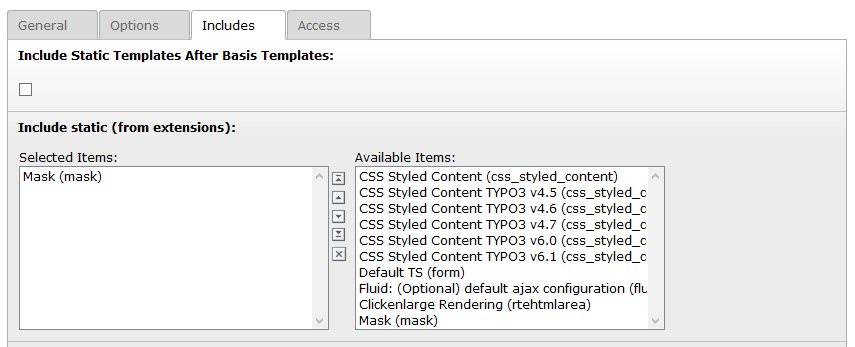 General Options Includes Access
Include Static Templates After Basis Templates:
Include static (from extensions):
Selected Items:
Available Items:
Mask (mask)
CSS Styled Content (css_styled_content)
CSS Styled Content TYPO3 v4.5 (css_styled_c
CSS Styled Content TYPO3 v4.6 (css_styled_c
CSS Styled Content TYPO3 v4.7 (css_styled_c
CSS Styled Content TYPO3 v6.0 (css_styled_c
CSS Styled Content TYPO3 v6.1 (css_styled_c
Default TS (form)
Fluid: (Optional) default ajax configuration (flu
Clickenlarge Rendering (rtehtmlarea)
Mask (mask)